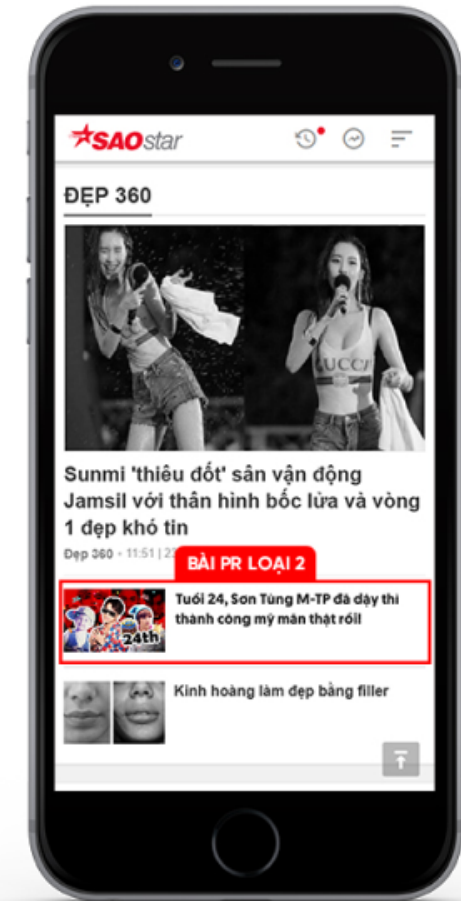 SAOstar
ĐẸP 360
GUCCI
Sunmi 'thiêu đốt' sân vận động
Jamsil với thân hình bốc lửa và vòng
1 đẹp khó tin
Đẹp 360 - 11:51 |
BÀI PR LOẠI 2
Tuổi 24, Sơn Tùng M-TP đã dậy thì
thành công mỹ mãn thật rồi!
24th
Kinh hoàng làm đẹp bằng filler